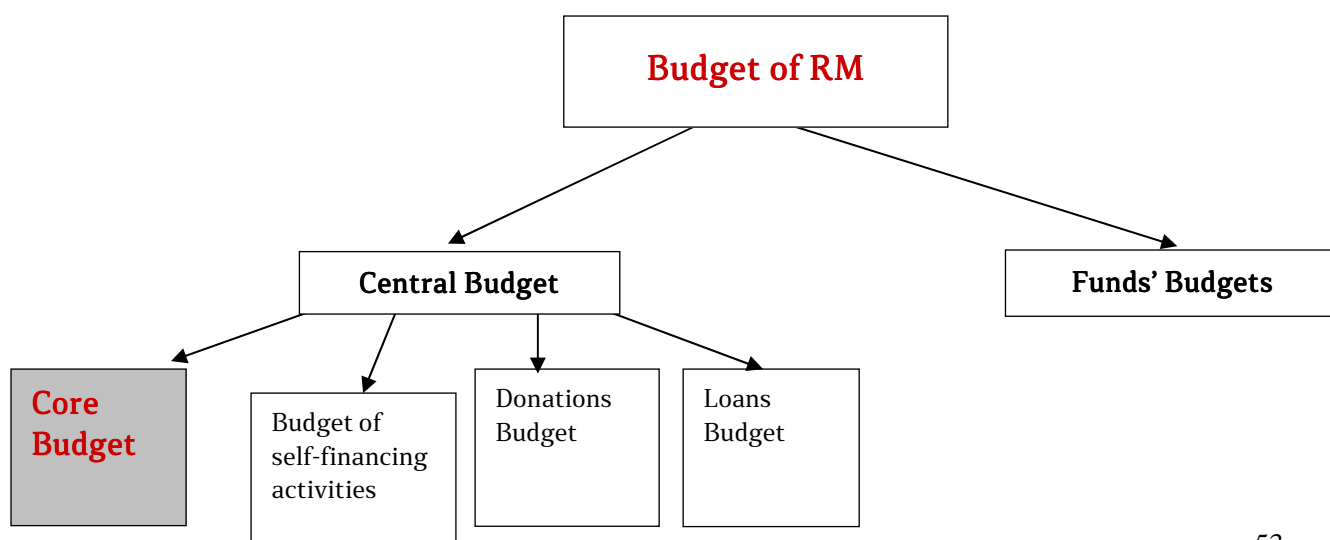 Budget of RM
Central Budget
Funds’ Budgets
Core
Budget
Budget of
self-financing
activities
Donations
Budget
Loans
Budget